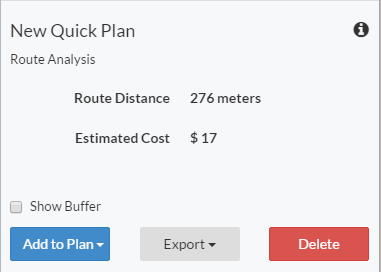 New Quick Plan
Route Analysis
Route Distance 276 meters
Estimated Cost $ 17
Show Buffer
Add to Plan Export Delete